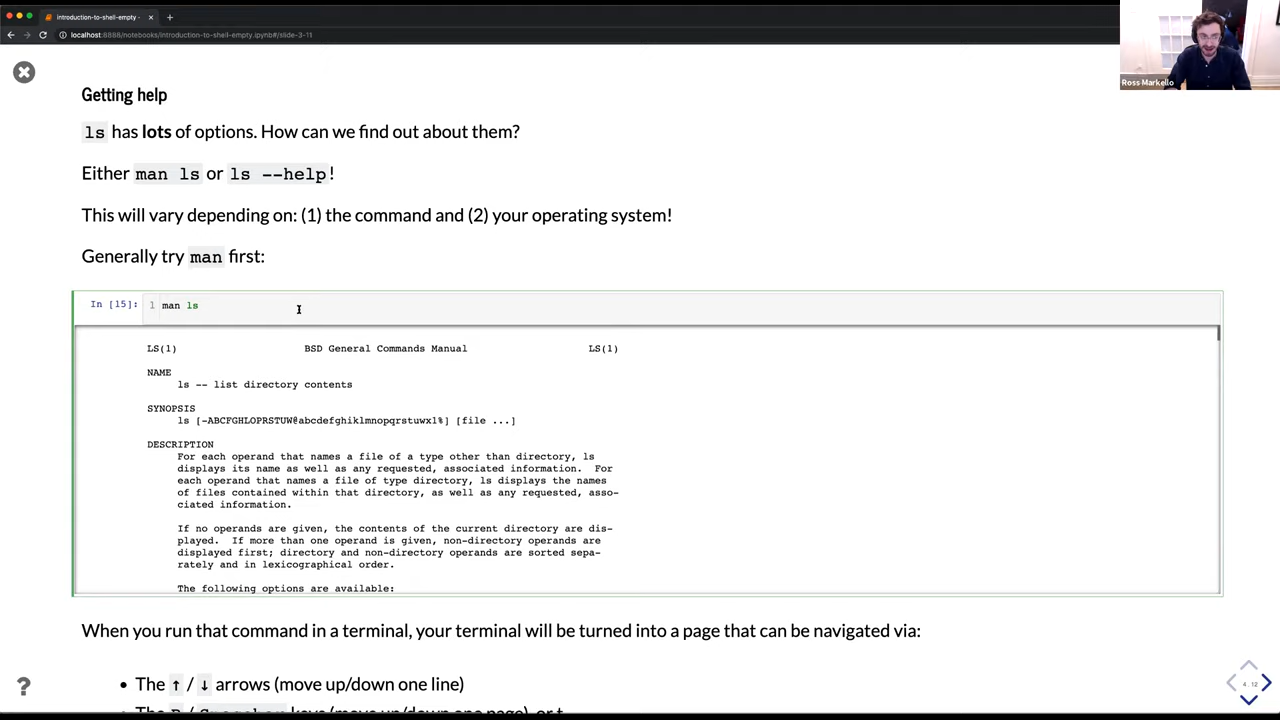 introduction-to-shell-empty -
localhost:8888/notebooks/introduction-to-shell-empty.ipynb#/slide-3-11
Ross Markello
Getting help
ls has lots of options. How can we find out about them?
Either man ls or ls --help!
This will vary depending on: (1) the command and (2) your operating system!
Generally try man first:
In [15]: 1 man ls
LS(1) BSD General Commands Manual LS(1)
NAME
ls -- list directory contents
SYNOPSIS
ls [-ABCFGHLOPRSTUW@abcdefghiklmnopqrstuwx1%] [file ...]
DESCRIPTION
For each operand that names a file of a type other than directory, ls
displays its name as well as any requested, associated information. For
each operand that names a file of type directory, ls displays the names
of files contained within that directory, as well as any requested, asso-
ciated information.
If no operands are given, the contents of the current directory are dis-
played. If more than one operand is given, non-directory operands are
displayed first; directory and non-directory operands are sorted sepa-
rately and in lexicographical order.
The following options are available:
When you run that command in a terminal, your terminal will be turned into a page that can be navigated via:
• The ↑ / ↓ arrows (move up/down one line)
4.12